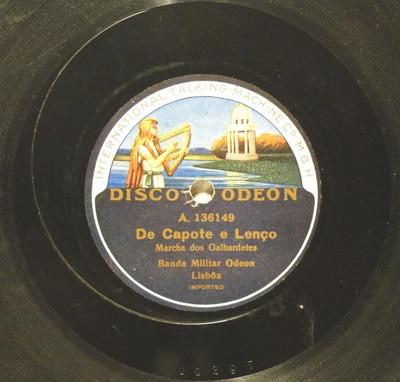 INTERNATIONAL TALKING MACHINE CO. M.B.H.
DISCO ODEON
A. 136149
De Capote e Lenço
Marcha dos Galhardetes
Banda Militar Odeon
Lisbôa
IMPORTED